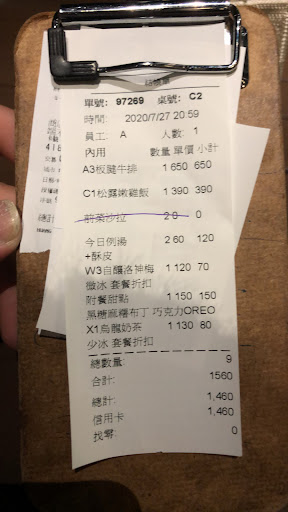 單號: 97269 桌號: C2
時間: 2020/7/27 20:59
員工: A 人數: 1
內用 數量 單價 小計
A3板腱牛排 1 650 650
C1松露嫩雞飯 1 390 390
前菜沙拉 2 0 0
今日例湯 2 60 120
+酥皮
W3自釀洛神梅 1 120 70
微冰 套餐折扣
附餐甜點 1 150 150
黑糖麻糬布丁 巧克力OREO
X1烏龍奶茶 1 130 80
少冰 套餐折扣
總數: 9
合計: 1560
總計: 1,460
信用卡 1,460
找零: 0